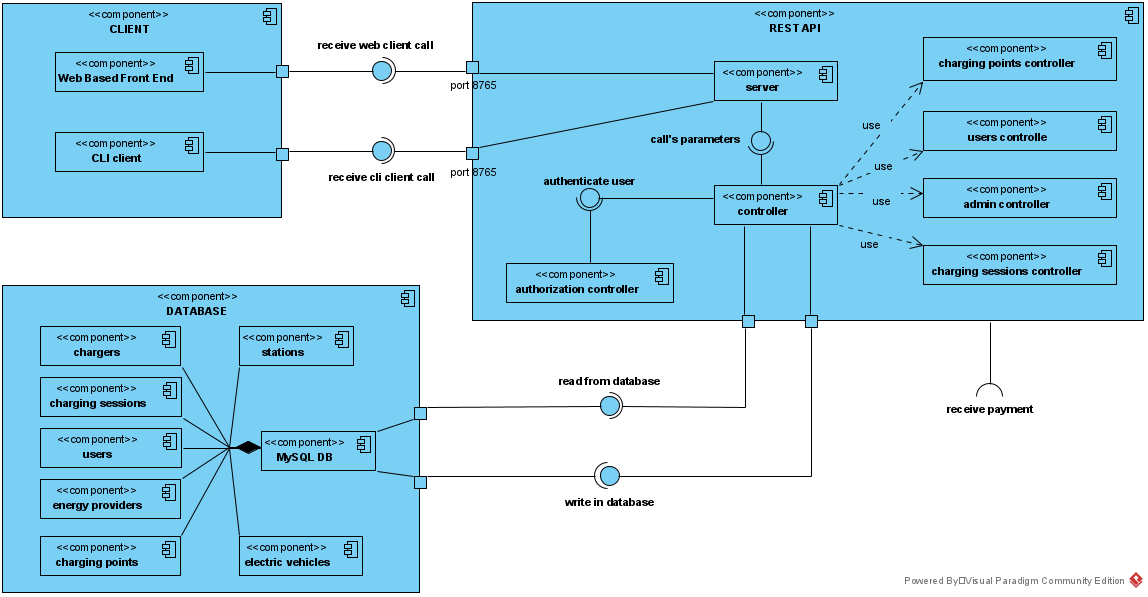 <<component>>
CLIENT
<<component>>
Web Based Front End
<<component>>
CLI client
receive web client call
receive cli client call
port 8765
port 8765
<<component>>
REST API
<<component>>
server
call's parameters
<<component>>
controller
authenticate user
<<component>>
authorization controller
use
use
use
use
<<component>>
charging points controller
<<component>>
users controlle
<<component>>
admin controller
<<component>>
charging sessions controller
receive payment
<<component>>
DATABASE
<<component>>
chargers
<<component>>
stations
<<component>>
charging sessions
<<component>>
users
<<component>>
MySQL DB
<<component>>
energy providers
<<component>>
charging points
<<component>>
electric vehicles
read from database
write in database
Powered By Visual Paradigm Community Edition